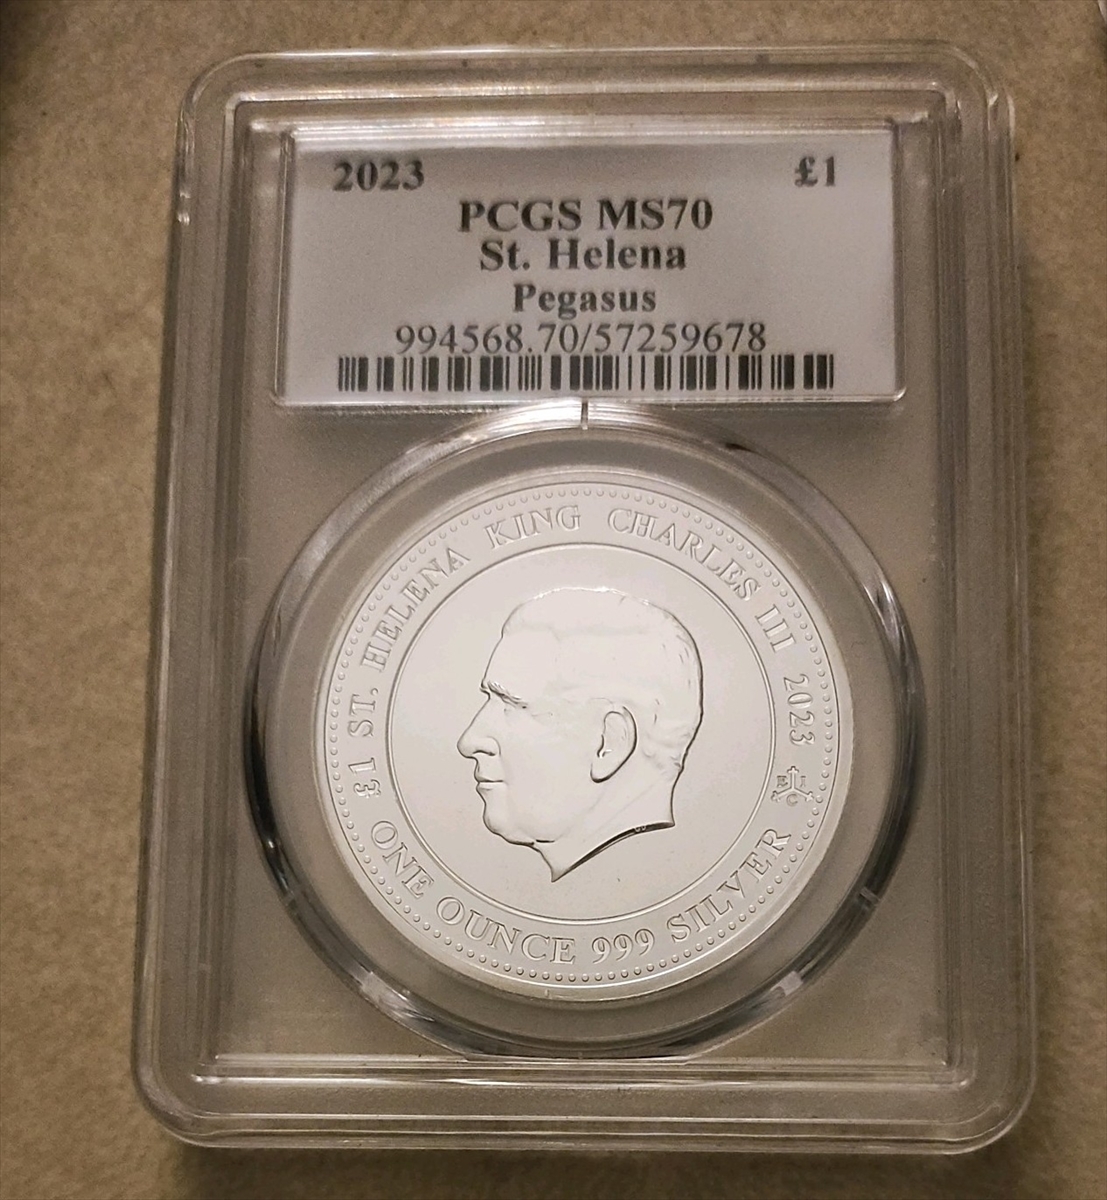 2023 £1
PCGS MS70
St. Helena
Pegasus
994568.70/57259678
£1 ST. HELENA KING CHARLES III 2023
EIC
ONE OUNCE 999 SILVER